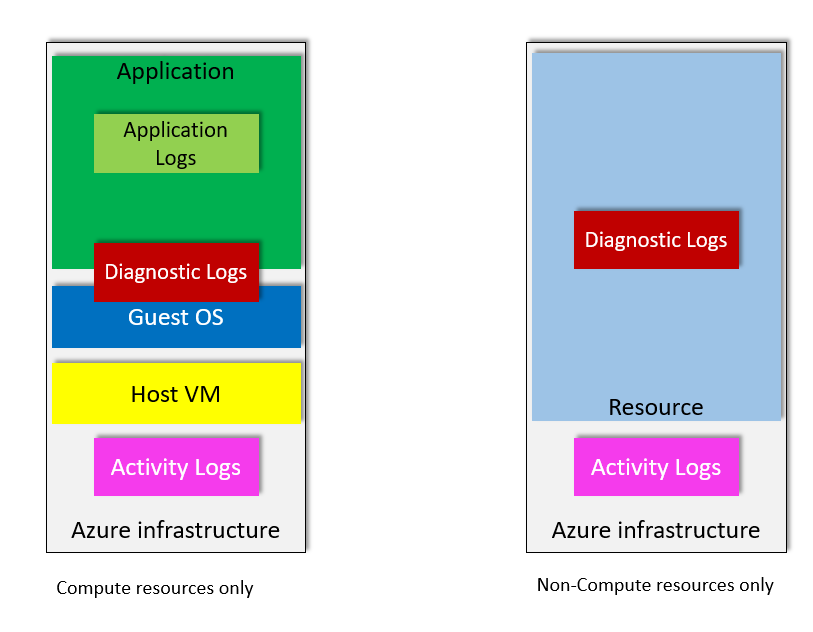 Application
Application
Logs
Diagnostic Logs
Guest OS
Host VM
Activity Logs
Azure infrastructure
Compute resources only
Diagnostic Logs
Resource
Activity Logs
Azure infrastructure
Non-Compute resources only